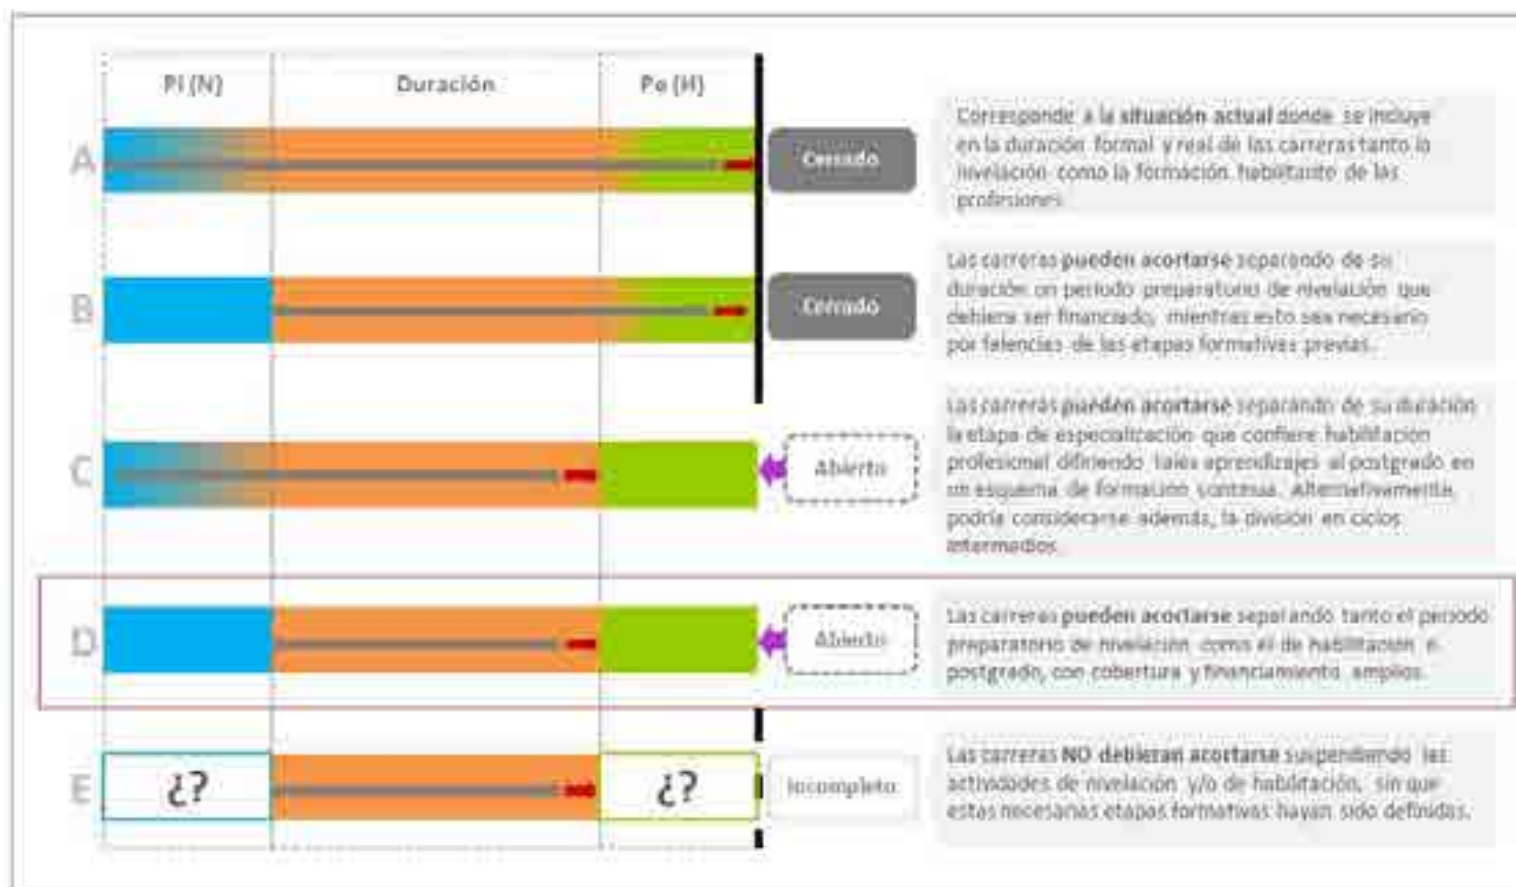 Pi (N) Duración Pe (H)
A
Cerrado
Corresponde a la situación actual donde se incluye
en la duración formal y real de las carreras tanto la
nivelación como la formación habilitante de las
profesiones.
B
Cerrado
Las carreras pueden acortarse separando de su
duración un periodo preparatorio de nivelación que
debiera ser financiado, mientras esto sea necesario
por falencias de las etapas formativas previas.
C
Abierto
Las carreras pueden acortarse separando de su duración
la etapa de especialización que confiere habilitación
profesional difiriendo tales aprendizajes al postgrado en
un esquema de formación continua. Alternativamente
podría considerarse además, la división en ciclos
intermedios.
D
Abierto
Las carreras pueden acortarse separando tanto el periodo
preparatorio de nivelación como el de habilitación o
postgrado, con cobertura y financiamiento amplios.
E
¿?
¿?
Incompleto
Las carreras NO debieran acortarse suspendiendo las
actividades de nivelación y/o de habilitación, sin que
estas necesarias etapas formativas hayan sido definidas.